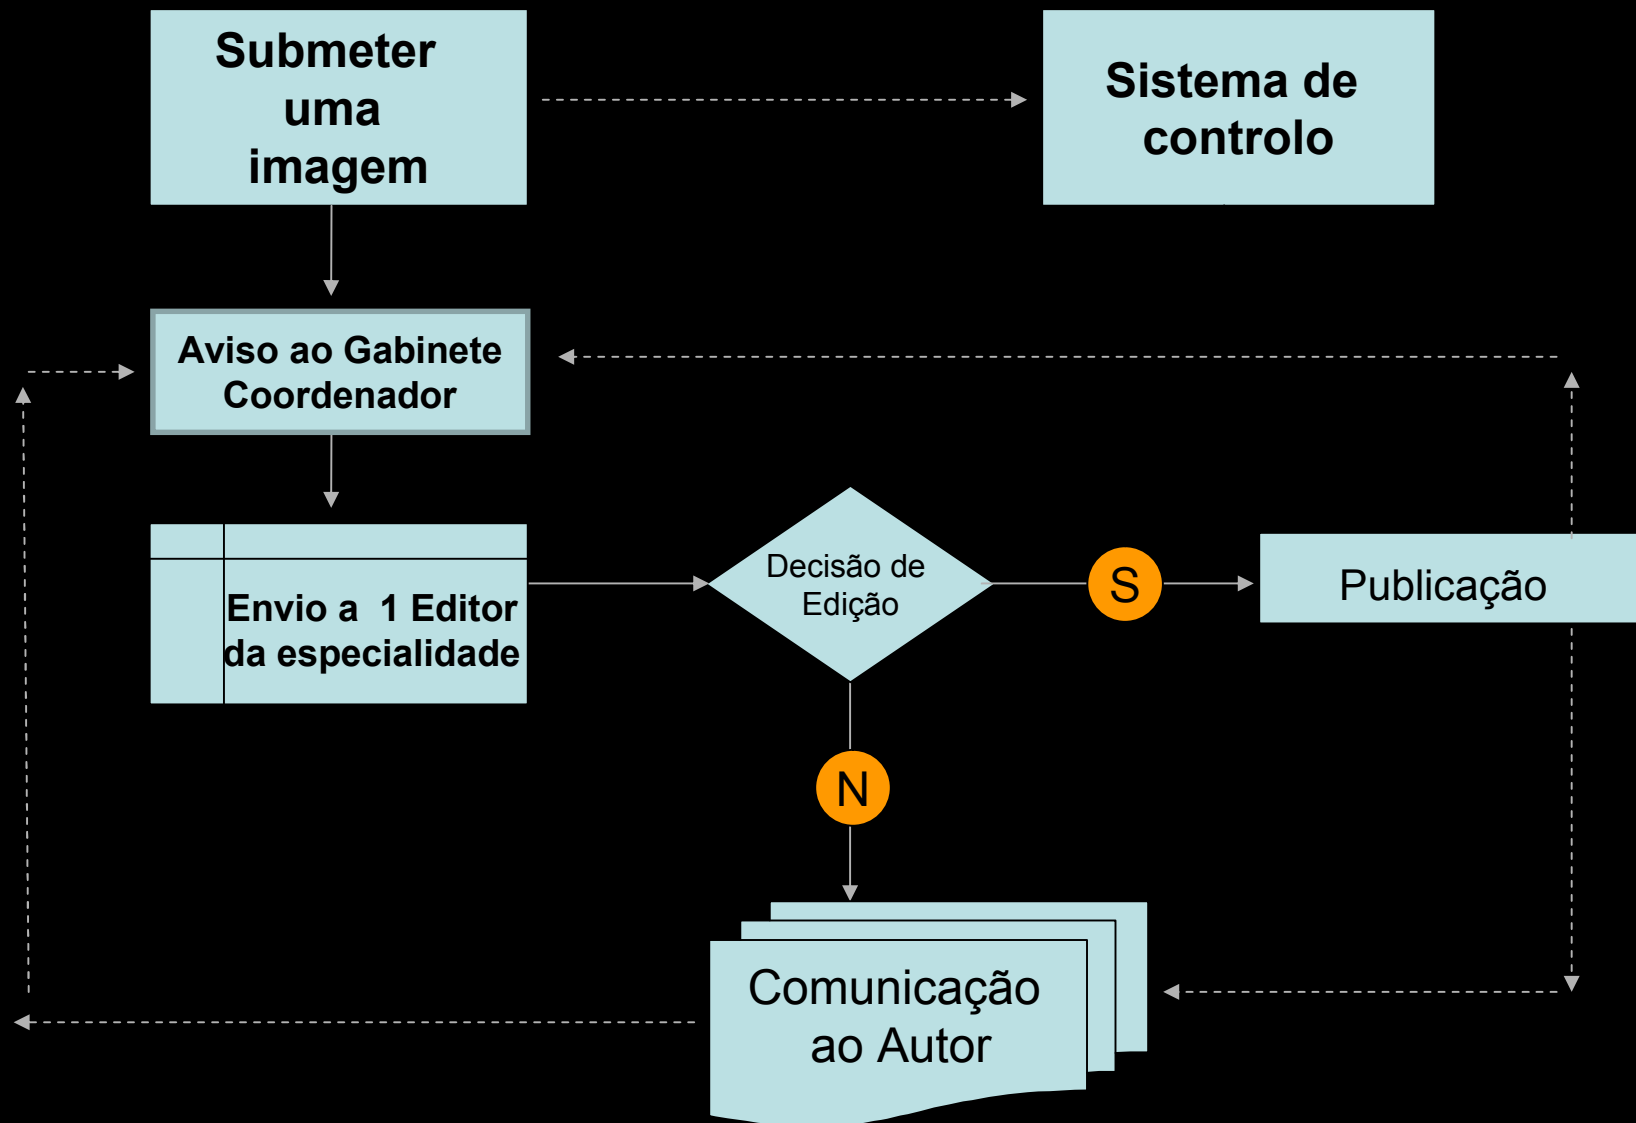 Submeter
uma
imagem
Sistema de
controlo
Aviso ao Gabinete
Coordenador
Envio a 1 Editor
da especialidade
Decisão de
Edição
S
Publicação
N
Comunicação
ao Autor